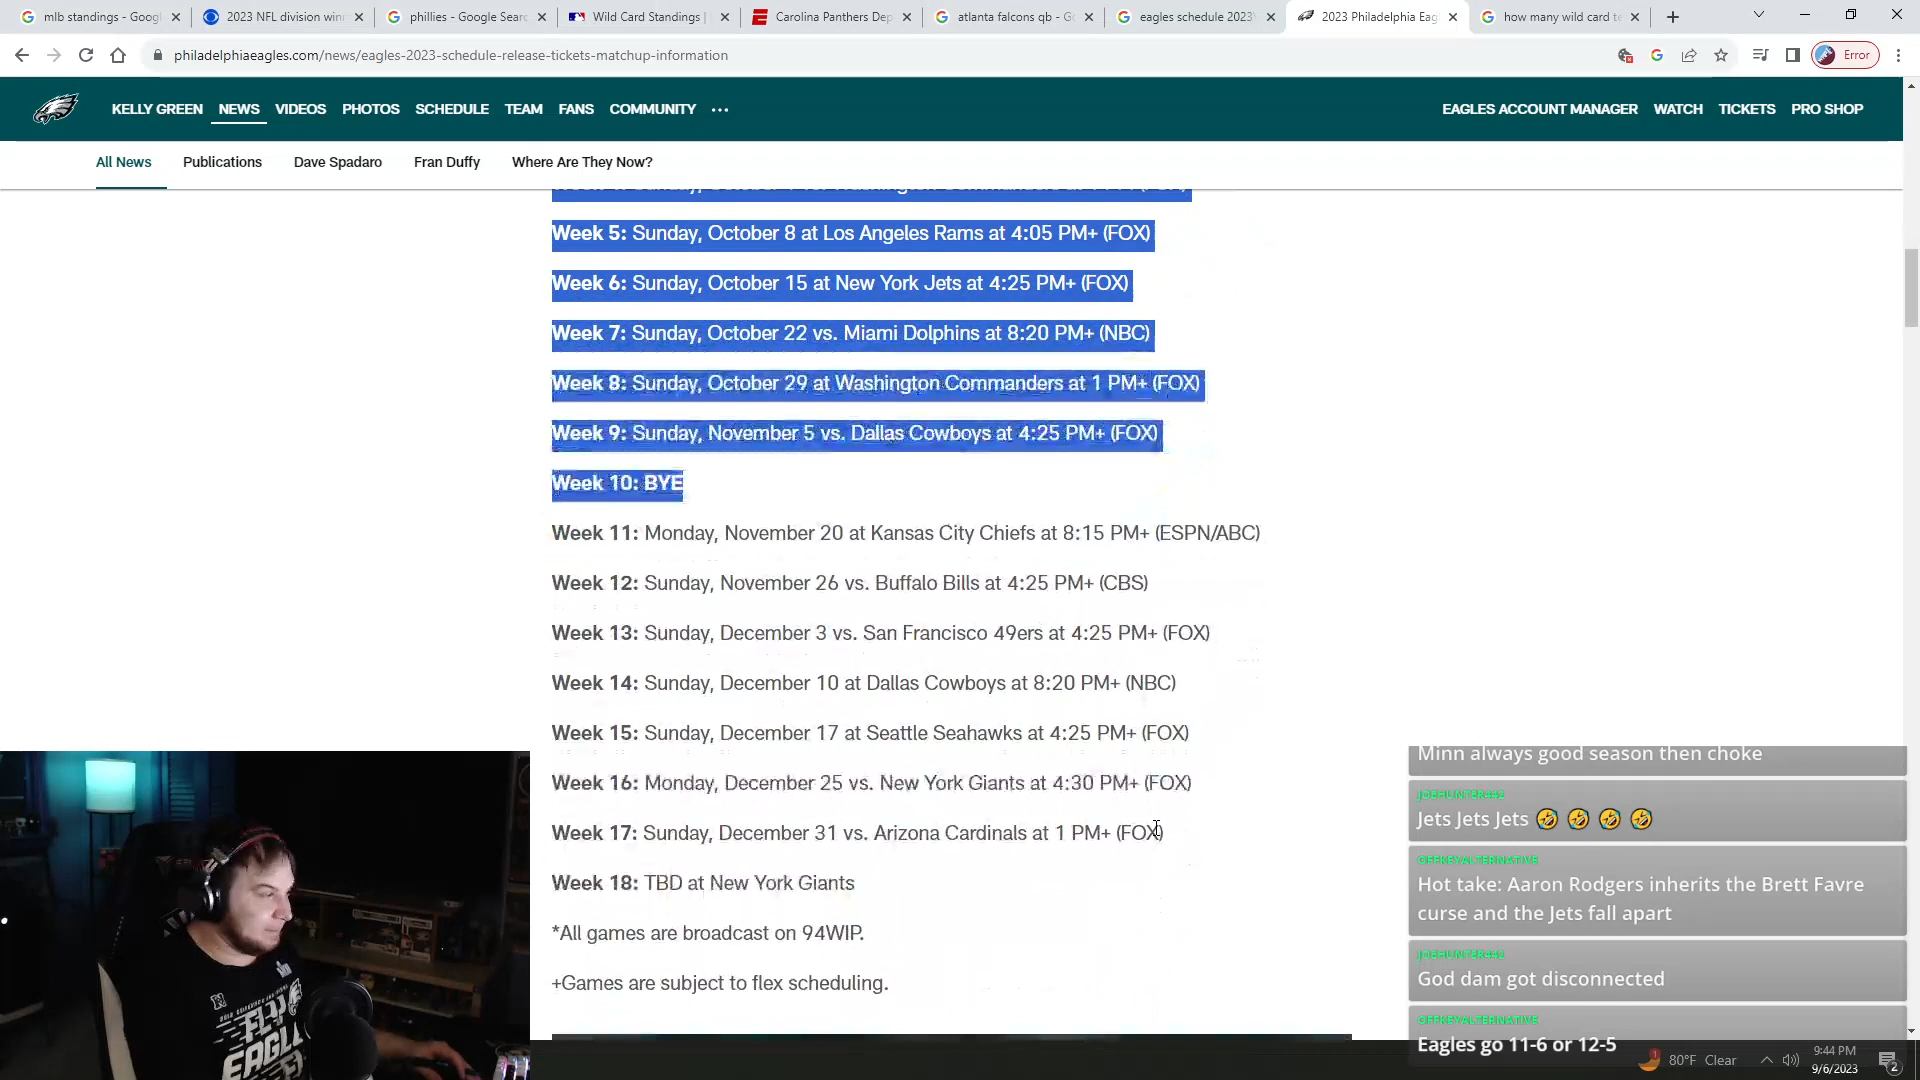 mlb standings - Goog
2023 NFL division winn
phillies - Google Searc
Wild Card Standings |
Carolina Panthers Dep
atlanta falcons qb - G
eagles schedule 2023
2023 Philadelphia Eag
how many wild card te
philadelphiaeagles.com/news/eagles-2023-schedule-release-tickets-matchup-information
Error
KELLY GREEN NEWS VIDEOS PHOTOS SCHEDULE TEAM FANS COMMUNITY ...
EAGLES ACCOUNT MANAGER WATCH TICKETS PRO SHOP
All News Publications Dave Spadaro Fran Duffy Where Are They Now?
Week 5: Sunday, October 8 at Los Angeles Rams at 4:05 PM+ (FOX)
Week 6: Sunday, October 15 at New York Jets at 4:25 PM+ (FOX)
Week 7: Sunday, October 22 vs. Miami Dolphins at 8:20 PM+ (NBC)
Week 8: Sunday, October 29 at Washington Commanders at 1 PM+ (FOX)
Week 9: Sunday, November 5 vs. Dallas Cowboys at 4:25 PM+ (FOX)
Week 10: BYE
Week 11: Monday, November 20 at Kansas City Chiefs at 8:15 PM+ (ESPN/ABC)
Week 12: Sunday, November 26 vs. Buffalo Bills at 4:25 PM+ (CBS)
Week 13: Sunday, December 3 vs. San Francisco 49ers at 4:25 PM+ (FOX)
Week 14: Sunday, December 10 at Dallas Cowboys at 8:20 PM+ (NBC)
Week 15: Sunday, December 17 at Seattle Seahawks at 4:25 PM+ (FOX)
Week 16: Monday, December 25 vs. New York Giants at 4:30 PM+ (FOX)
Week 17: Sunday, December 31 vs. Arizona Cardinals at 1 PM+ (FOX)
Week 18: TBD at New York Giants
*All games are broadcast on 94WIP.
+Games are subject to flex scheduling.
Minn always good season then choke
JOEHUNTER442
Jets Jets Jets 🤣 🤣 🤣 🤣
OFFKEYALTERNATIVE
Hot take: Aaron Rodgers inherits the Brett Favre
curse and the Jets fall apart
JOEHUNTER442
God dam got disconnected
OFFKEYALTERNATIVE
Eagles go 11-6 or 12-5
FLY
EAGLE
80°F Clear
9:44 PM
9/6/2023
2